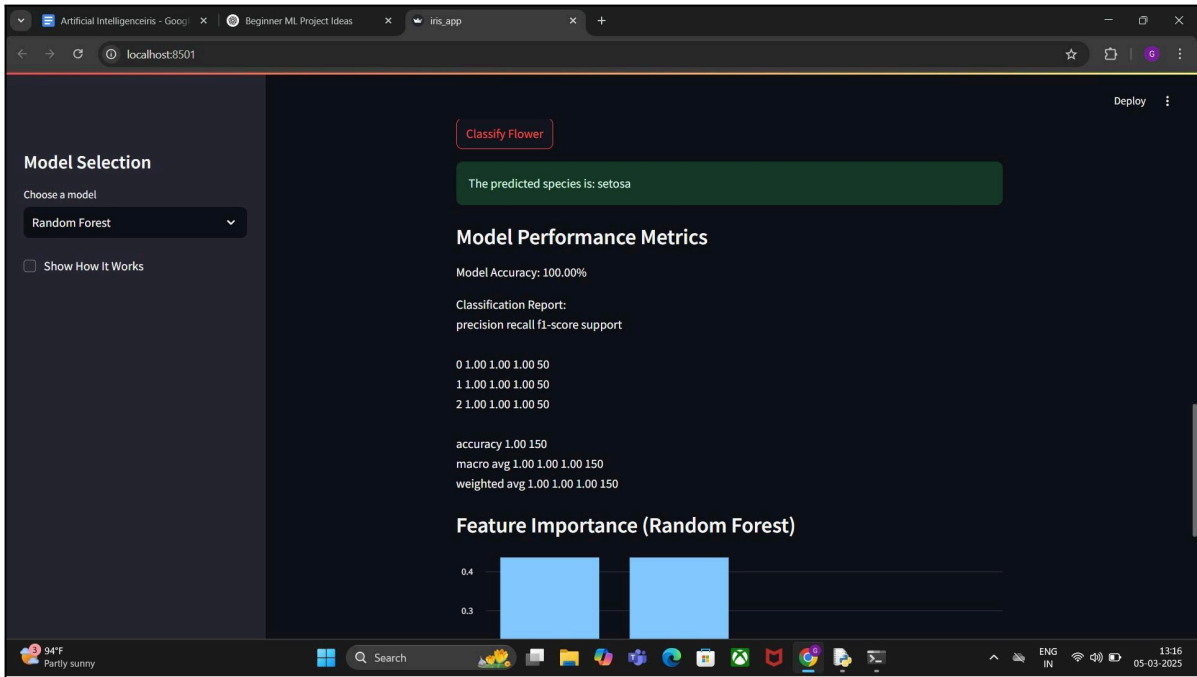 Artificial Intelligenceiris - Goog
Beginner ML Project Ideas
iris_app
localhost:8501
G
Deploy
Model Selection
Choose a model
Random Forest
Show How It Works
Classify Flower
The predicted species is: setosa
Model Performance Metrics
Model Accuracy: 100.00%
Classification Report:
precision recall f1-score support
0 1.00 1.00 1.00 50
1 1.00 1.00 1.00 50
2 1.00 1.00 1.00 50
accuracy 1.00 150
macro avg 1.00 1.00 1.00 150
weighted avg 1.00 1.00 1.00 150
Feature Importance (Random Forest)
0.4
0.3
3
94°F
Partly sunny
Search
ENG
IN
13:16
05-03-2025